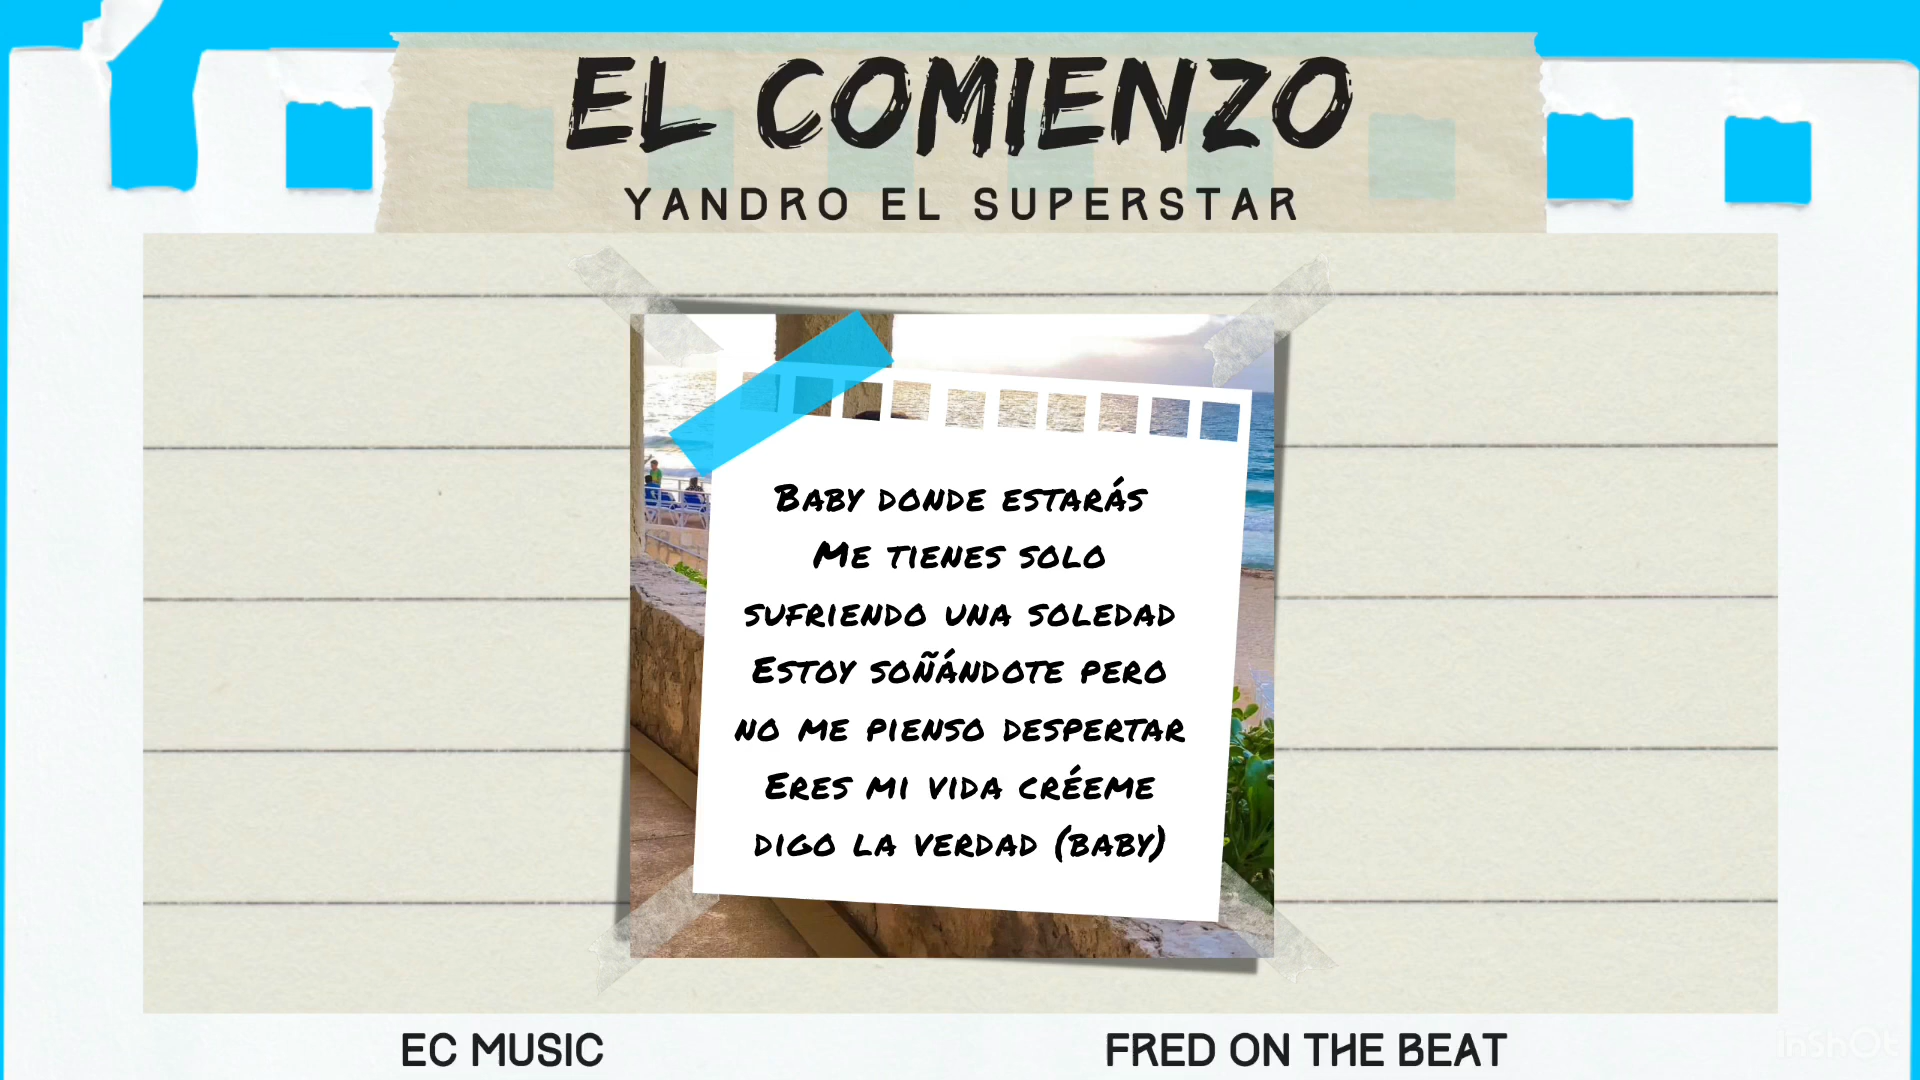 EL COMIENZO
YANDRO EL SUPERSTAR
BABY DONDE ESTARÁS
ME TIENES SOLO
SUFRIENDO UNA SOLEDAD
ESTOY SOÑÁNDOTE PERO
NO ME PIENSO DESPERTAR
ERES MI VIDA CRÉEME
DIGO LA VERDAD (BABY)
EC MUSIC
FRED ON THE BEAT
InShOt